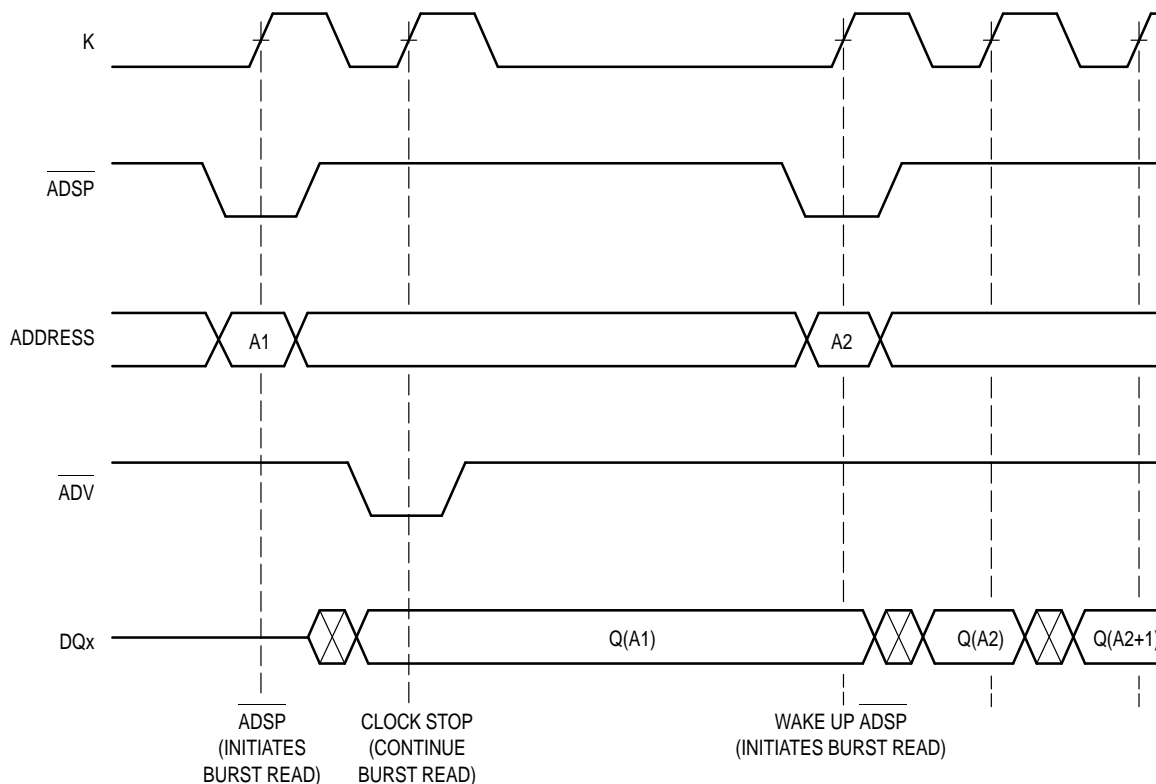 K
ADSP
ADDRESS
A1
A2
ADV
DQx
Q(A1)
Q(A2)
Q(A2+1)
ADSP
(INITIATES
BURST READ)
CLOCK STOP
(CONTINUE
BURST READ)
WAKE UP ADSP
(INITIATES BURST READ)